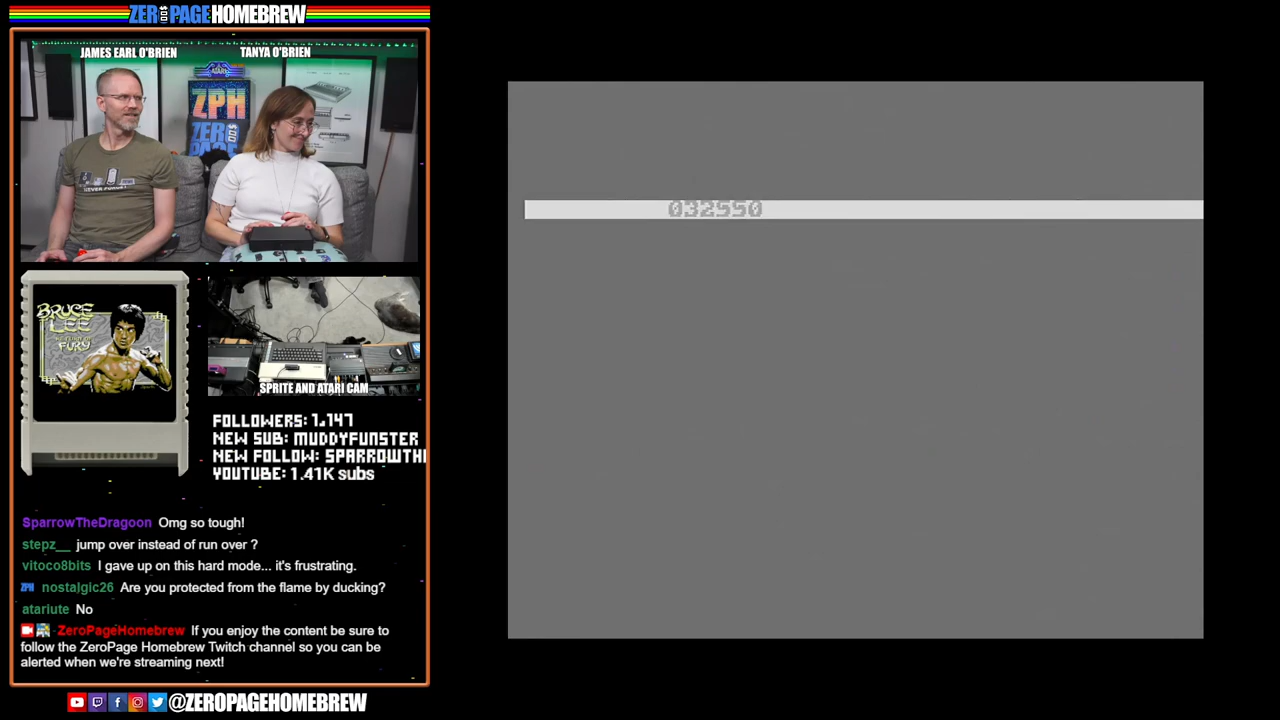 ZEROPAGE HOMEBREW
JAMES EARL O'BRIEN
TANYA O'BRIEN
ATARI
ZPH
ZERO
032550
BRUCE
LEE
FURY
SPRITE AND ATARI CAM
FOLLOWERS: 1,147
NEW SUB: MUDDYFUNSTER
NEW FOLLOW: SPARROWTH
YOUTUBE: 1.41K subs
SparrowTheDragoon Omg so tough!
stepz__ jump over instead of run over ?
vitoco8bits I gave up on this hard mode... it's frustrating.
ZPH nostalgic26 Are you protected from the flame by ducking?
atariute No
ZeroPageHomebrew If you enjoy the content be sure to
follow the ZeroPage Homebrew Twitch channel so you can be
alerted when we're streaming next!
@ZEROPAGEHOMEBREW